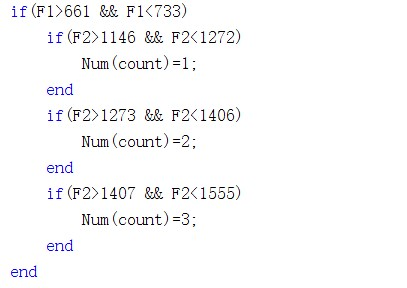 if(F1>661 && F1<733)
    if(F2>1146 && F2<1272)
        Num(count)=1;
    end
    if(F2>1273 && F2<1406)
        Num(count)=2;
    end
    if(F2>1407 && F2<1555)
        Num(count)=3;
    end
end